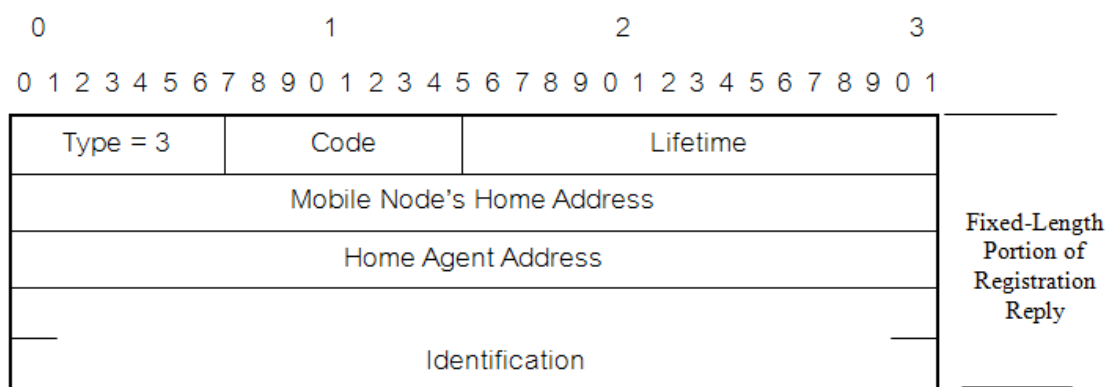 0 1 2 3
0 1 2 3 4 5 6 7 8 9 0 1 2 3 4 5 6 7 8 9 0 1 2 3 4 5 6 7 8 9 0 1
Type = 3 Code Lifetime
Mobile Node's Home Address
Home Agent Address
Identification
Fixed-Length
Portion of
Registration
Reply